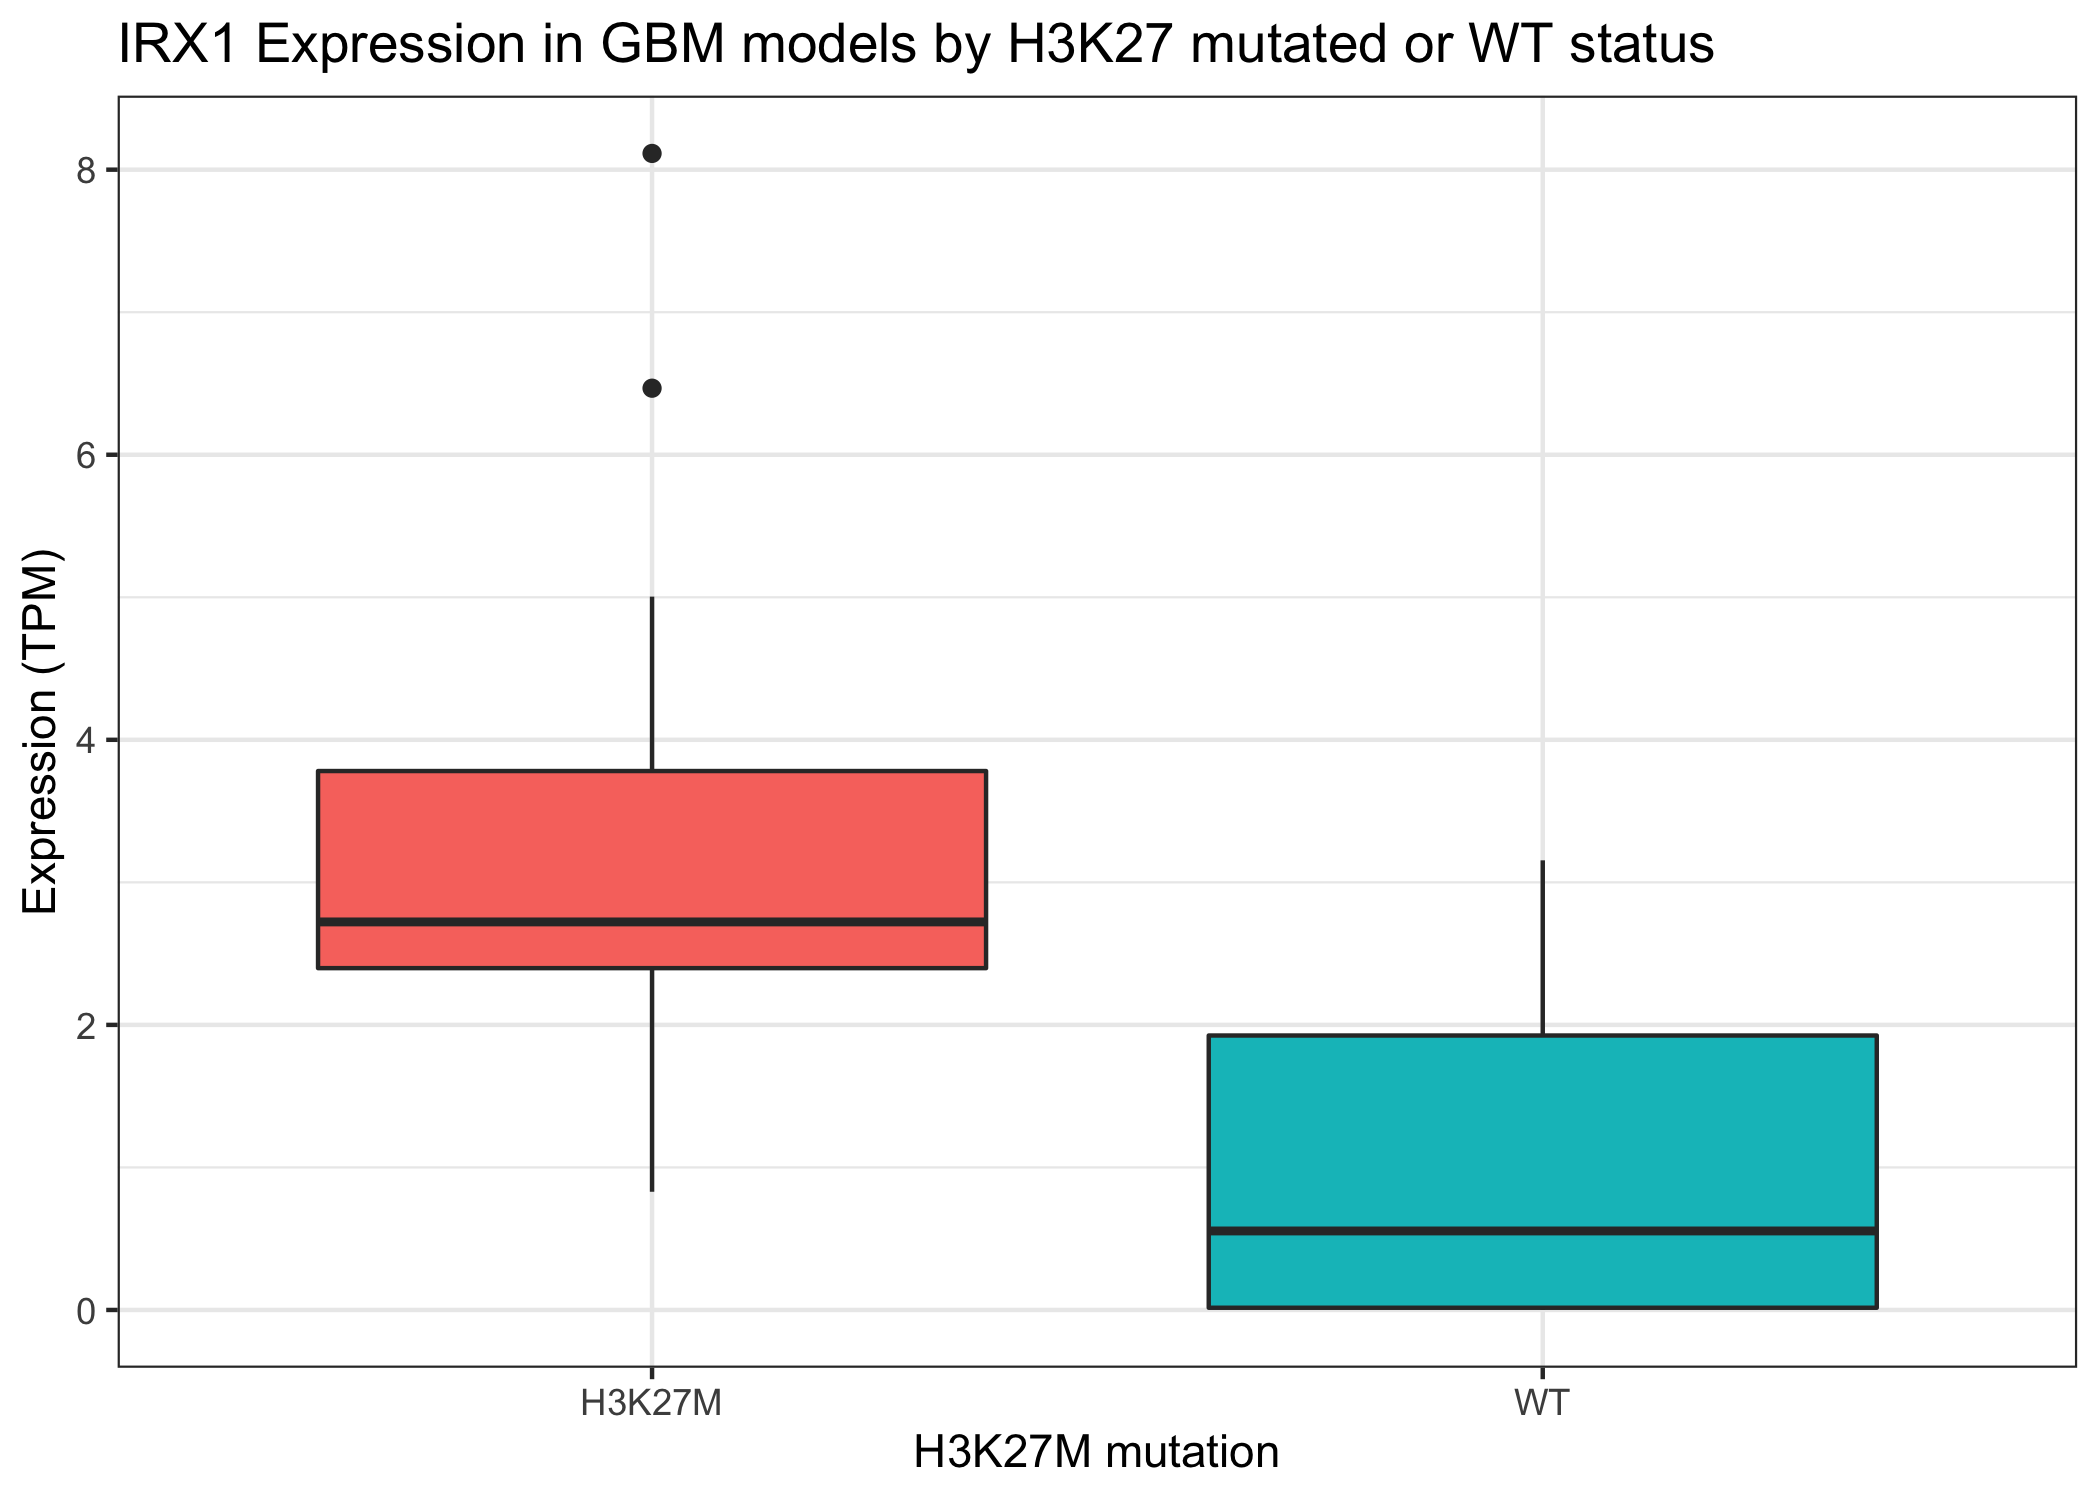 IRX1 Expression in GBM models by H3K27 mutated or WT status
Expression (TPM)
8
6
4
2
0
H3K27M
WT
H3K27M mutation